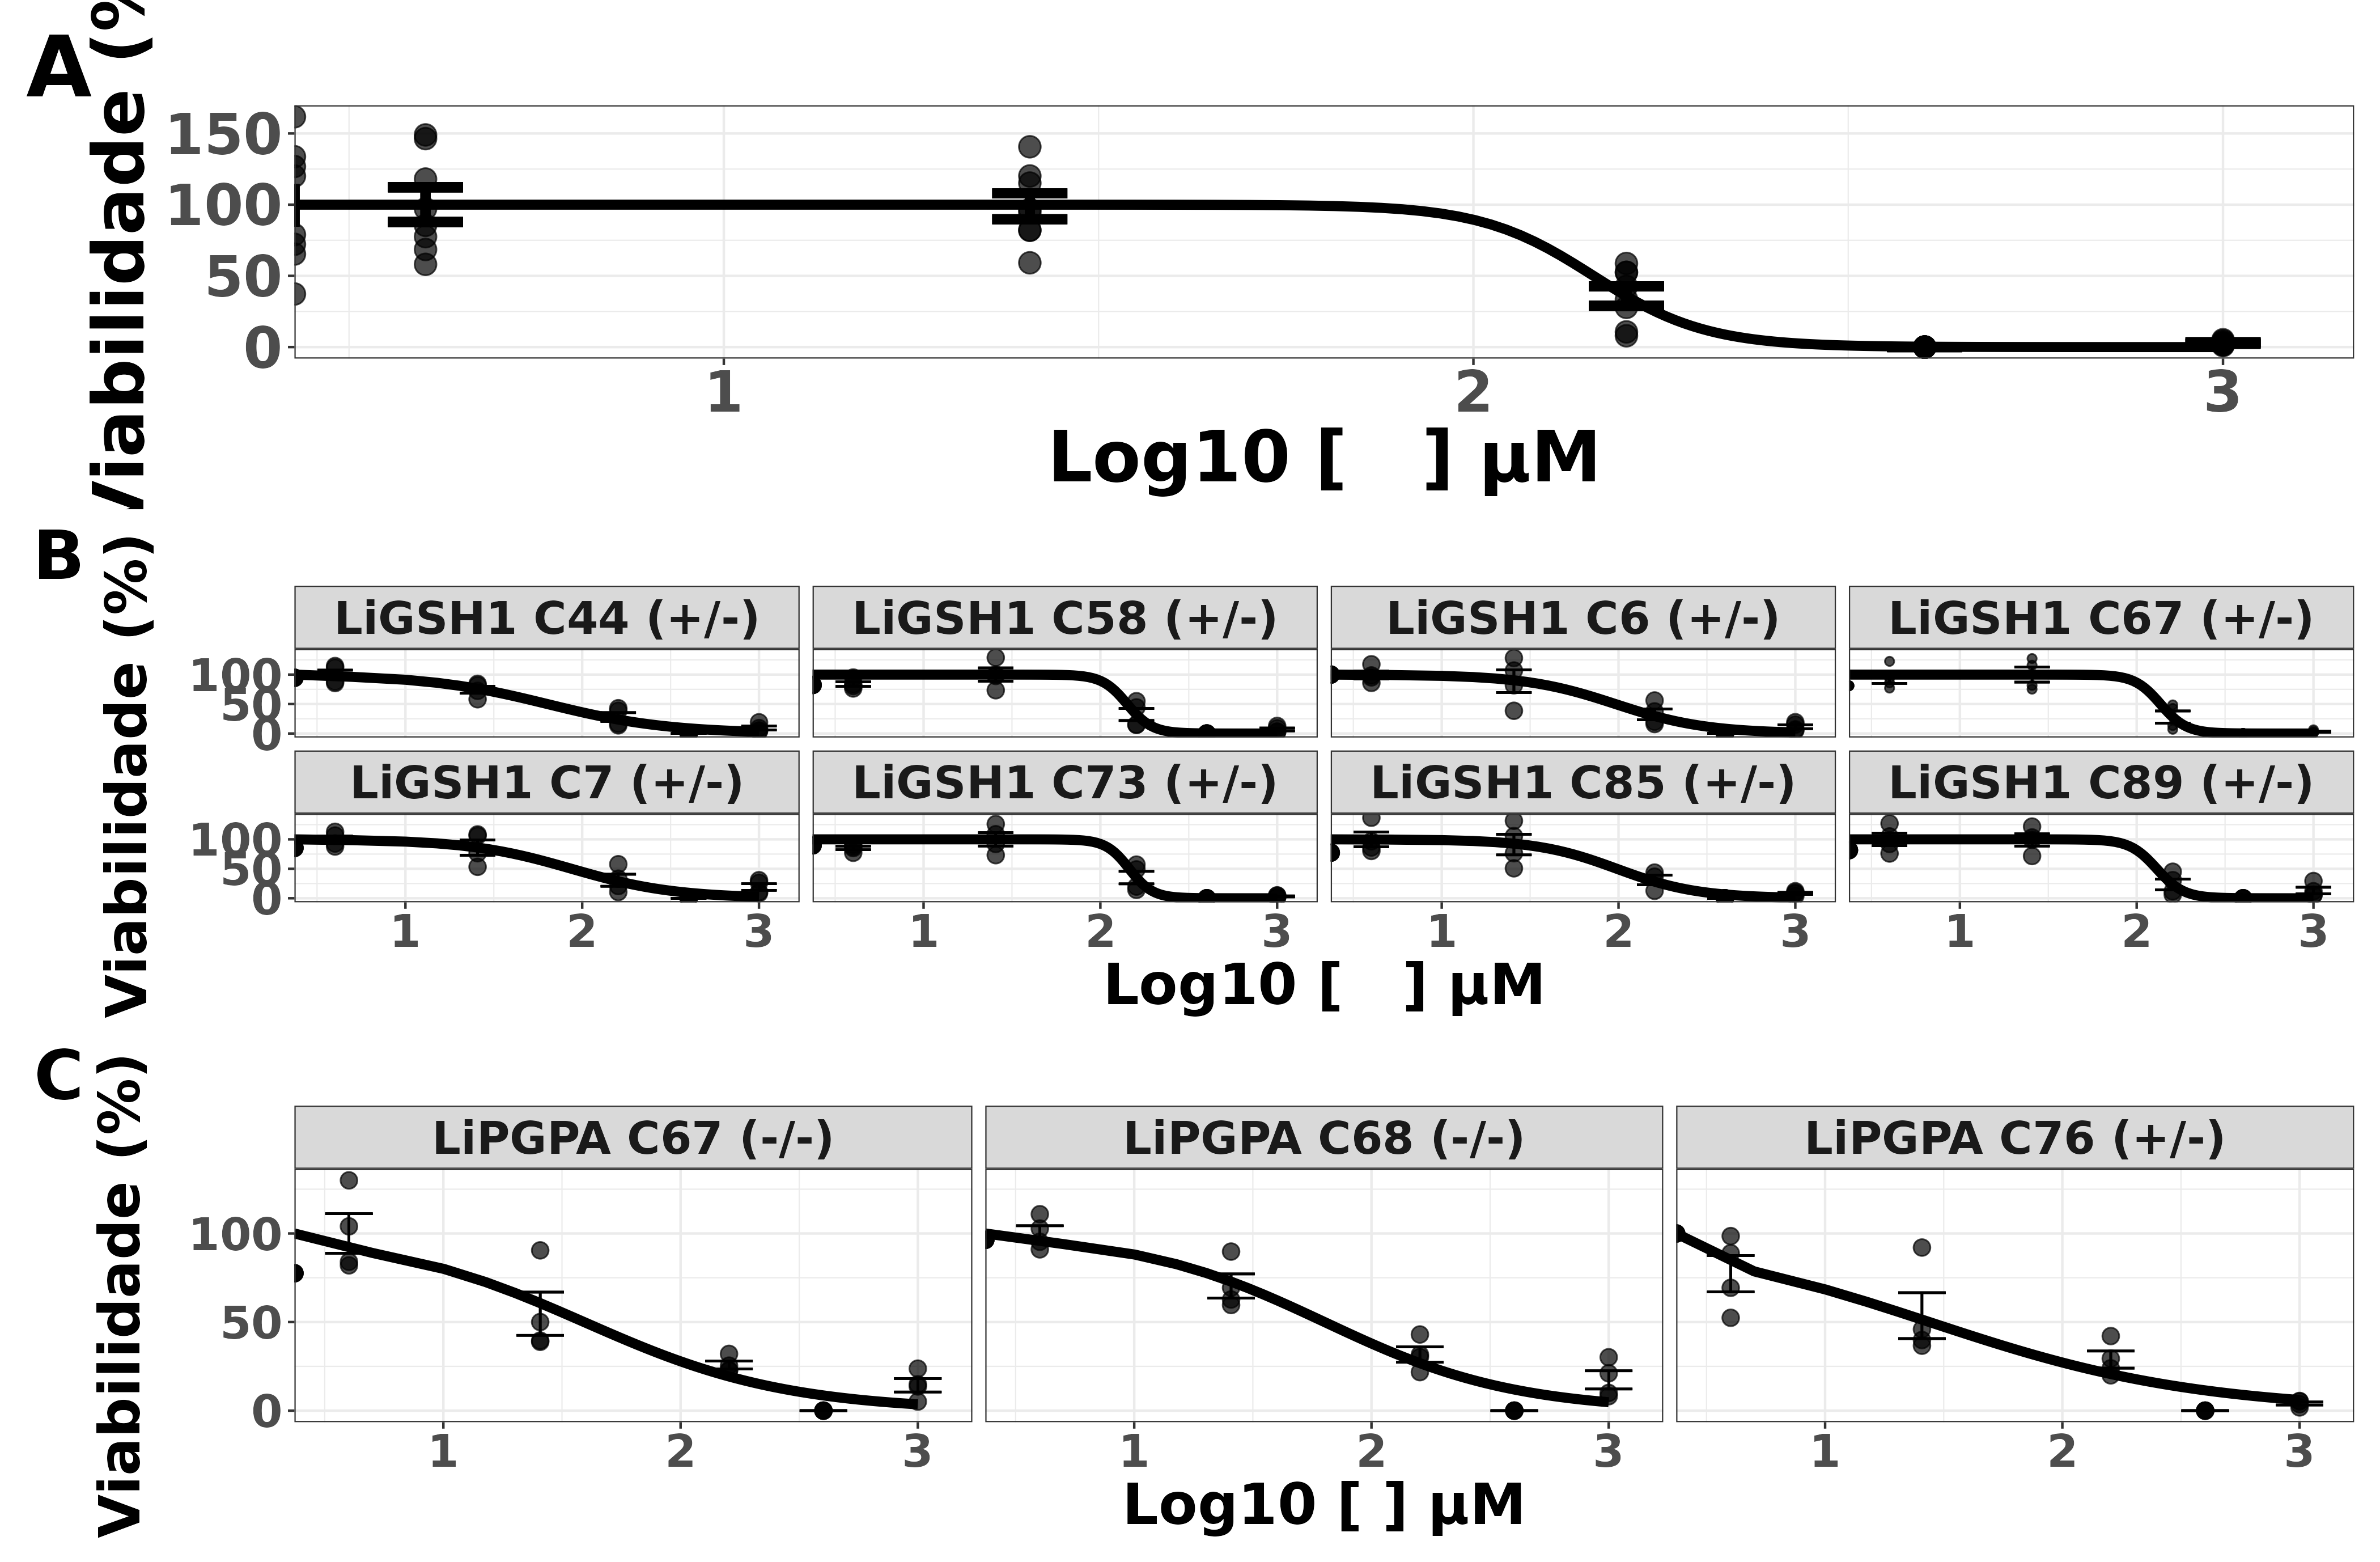 A
Viabilidade (%
150
100
50
0
1 2 3
Log10 [ ] µM
B
Viabilidade (%)
LiGSH1 C44 (+/-) LiGSH1 C58 (+/-) LiGSH1 C6 (+/-) LiGSH1 C67 (+/-)
100
50
0
LiGSH1 C7 (+/-) LiGSH1 C73 (+/-) LiGSH1 C85 (+/-) LiGSH1 C89 (+/-)
100
50
0
1 2 3 1 2 3 1 2 3 1 2 3
Log10 [ ] µM
C
Viabilidade (%)
LiPGPA C67 (-/-) LiPGPA C68 (-/-) LiPGPA C76 (+/-)
100
50
0
1 2 3 1 2 3 1 2 3
Log10 [ ] µM